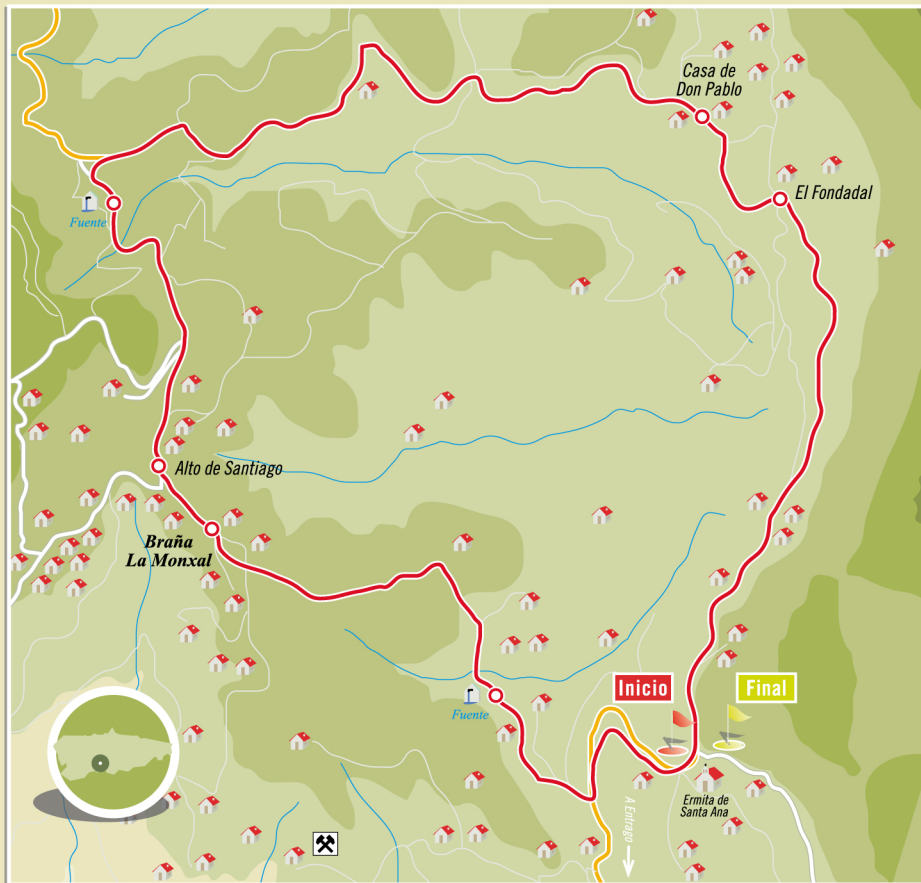 Casa de
Don Pablo
El Fondadal
Fuente
Alto de Santiago
Braña
La Monxal
Inicio
Final
Fuente
Ermita de
Santa Ana
A Entrago